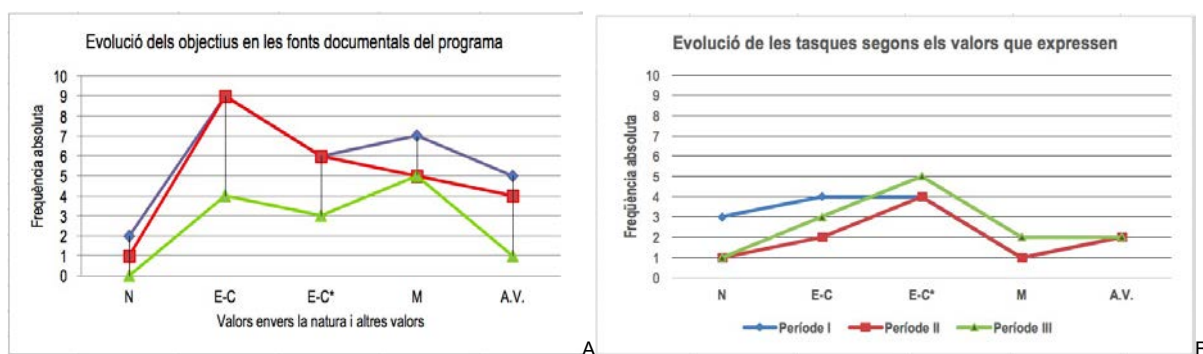 Evolució dels objectius en les fonts documentals del programa
Frequència absoluta
10
9
8
7
6
5
4
3
2
1
0
N E-C E-C* M A.V.
Valors envers la natura i altres valors
A
Evolució de les tasques segons els valors que expressen
Freqüència absoluta
10
9
8
7
6
5
4
3
2
1
0
N E-C E-C* M A.V.
Període I Període II Període III